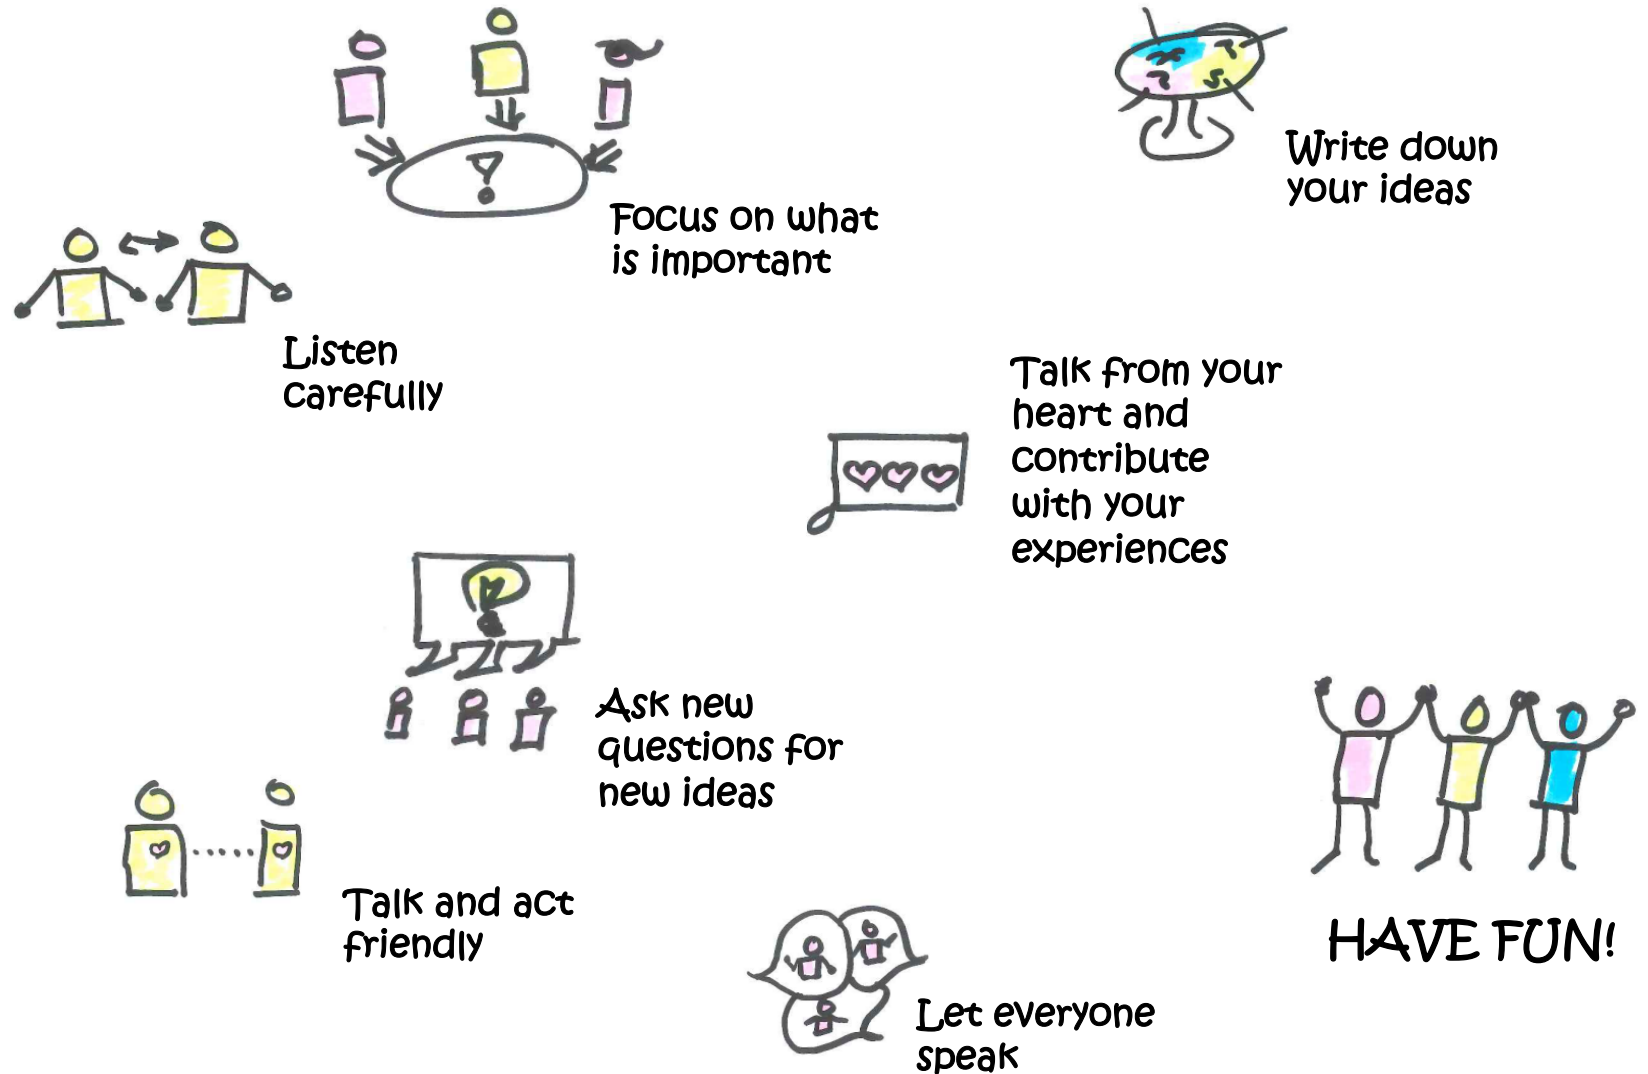 Focus on what
is important
Write down
your ideas
Listen
carefully
Talk from your
heart and
contribute
with your
experiences
Ask new
questions for
new ideas
Talk and act
friendly
HAVE FUN!
Let everyone
speak